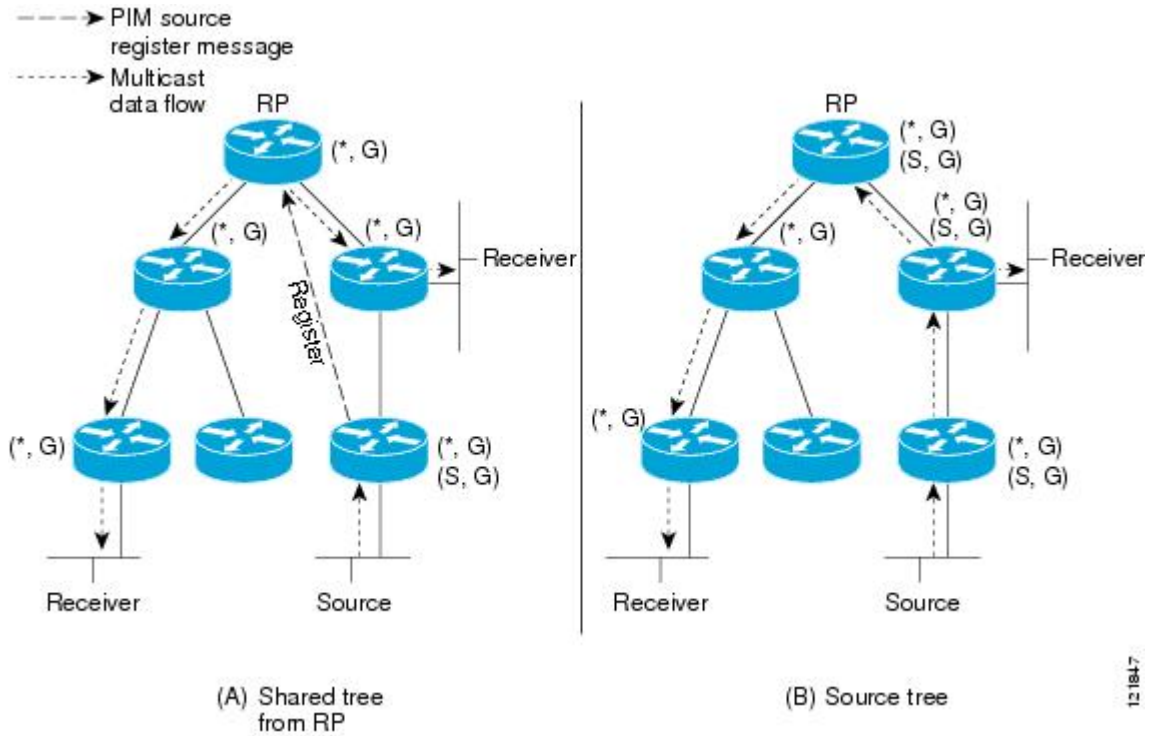 PIM source
register message
Multicast
data flow
RP
(*, G)
(*, G)
(*, G)
Receiver
Register
(*, G)
(*, G)
(S, G)
Receiver
Source
(A) Shared tree
from RP
RP
(*, G)
(S, G)
(*, G)
(*, G)
(S, G)
Receiver
(*, G)
(*, G)
(S, G)
Receiver
Source
(B) Source tree
121847